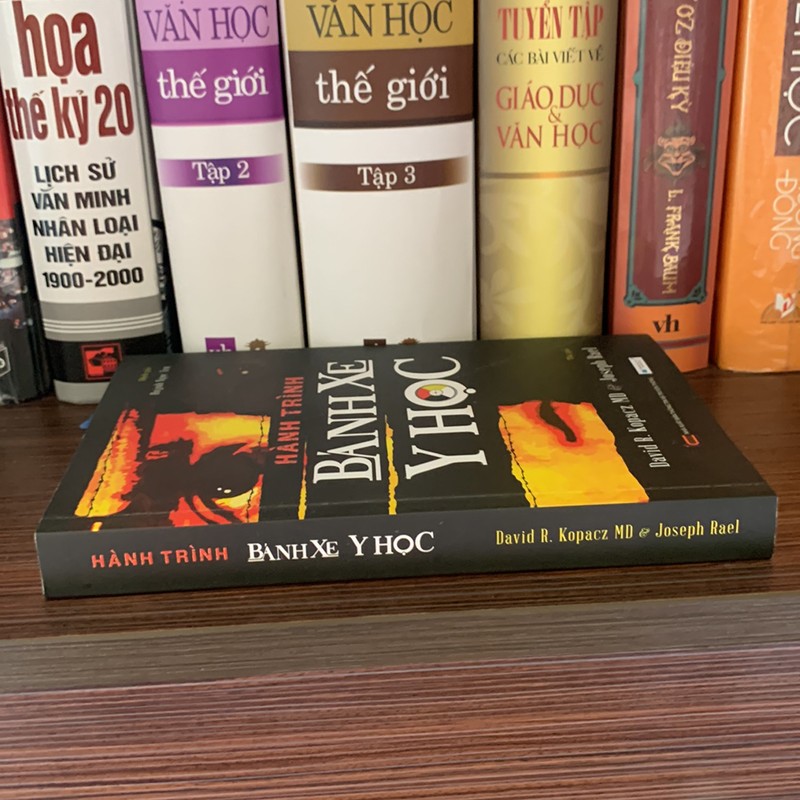 họa
thế kỷ 20
LỊCH SỬ
VĂN MINH
NHÂN LOẠI
HIỆN ĐẠI
1900-2000
VĂN HỌC
thế giới
Tập 2
VĂN HỌC
thế giới
Tập 3
TUYỂN TẬP
CÁC BÀI VIẾT VỀ
GIÁO DỤC
&
VĂN HỌC
OZ DIỆU KỲ
L. FRANK BAUM
vh
HÀNH TRÌNH
BÁNH XE
Y HỌC
David R. Kopacz MD & Joseph Rael
HÀNH TRÌNH BÁNH XE Y HỌC David R. Kopacz MD & Joseph Rael